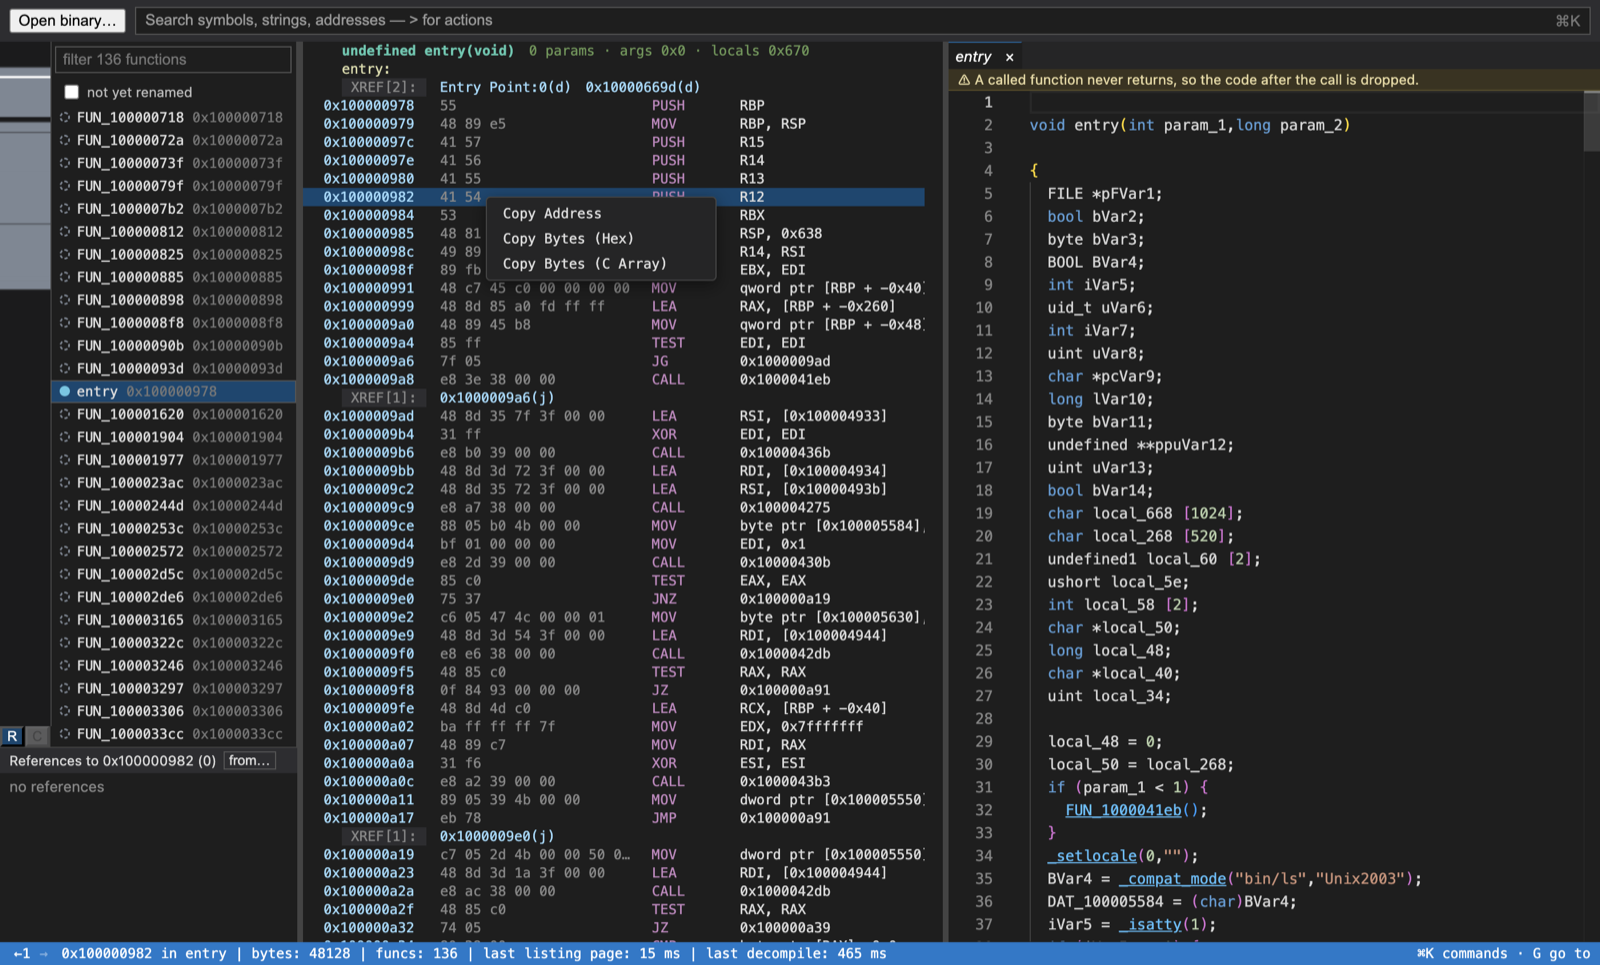 Open binary…
Search symbols, strings, addresses — > for actions
⌘K
filter 136 functions
not yet renamed
FUN_100000718 0x100000718
FUN_10000072a 0x10000072a
FUN_10000073f 0x10000073f
FUN_10000079f 0x10000079f
FUN_1000007b2 0x1000007b2
FUN_100000812 0x100000812
FUN_100000825 0x100000825
FUN_100000885 0x100000885
FUN_100000898 0x100000898
FUN_1000008f8 0x1000008f8
FUN_10000090b 0x10000090b
FUN_10000093d 0x10000093d
entry 0x100000978
FUN_100001620 0x100001620
FUN_100001904 0x100001904
FUN_100001977 0x100001977
FUN_1000023ac 0x1000023ac
FUN_10000244d 0x10000244d
FUN_10000253c 0x10000253c
FUN_100002572 0x100002572
FUN_100002d5c 0x100002d5c
FUN_100002de6 0x100002de6
FUN_100003165 0x100003165
FUN_10000322c 0x10000322c
FUN_100003246 0x100003246
FUN_100003297 0x100003297
FUN_100003306 0x100003306
FUN_1000033cc 0x1000033cc
R C
References to 0x100000982 (0) from…
no references
undefined entry(void) 0 params · args 0x0 · locals 0x670
entry:
XREF[2]: Entry Point:0(d) 0x10000669d(d)
0x100000978 55 PUSH RBP
0x100000979 48 89 e5 MOV RBP, RSP
0x10000097c 41 57 PUSH R15
0x10000097e 41 56 PUSH R14
0x100000980 41 55 PUSH R13
0x100000982 41 54 PUSH R12
0x100000984 53 RBX
0x100000985 48 81 RSP, 0x638
0x10000098c 49 89 R14, RSI
0x10000098f 89 fb EBX, EDI
0x100000991 48 c7 45 c0 00 00 00 00 MOV qword ptr [RBP + -0x40]
0x100000999 48 8d 85 a0 fd ff ff LEA RAX, [RBP + -0x260]
0x1000009a0 48 89 45 b8 MOV qword ptr [RBP + -0x48]
0x1000009a4 85 ff TEST EDI, EDI
0x1000009a6 7f 05 JG 0x1000009ad
0x1000009a8 e8 3e 38 00 00 CALL 0x1000041eb
XREF[1]: 0x1000009a6(j)
0x1000009ad 48 8d 35 7f 3f 00 00 LEA RSI, [0x100004933]
0x1000009b4 31 ff XOR EDI, EDI
0x1000009b6 e8 b0 39 00 00 CALL 0x10000436b
0x1000009bb 48 8d 3d 72 3f 00 00 LEA RDI, [0x100004934]
0x1000009c2 48 8d 35 72 3f 00 00 LEA RSI, [0x10000493b]
0x1000009c9 e8 a7 38 00 00 CALL 0x100004275
0x1000009ce 88 05 b0 4b 00 00 MOV byte ptr [0x100005584],
0x1000009d4 bf 01 00 00 00 MOV EDI, 0x1
0x1000009d9 e8 2d 39 00 00 CALL 0x10000430b
0x1000009de 85 c0 TEST EAX, EAX
0x1000009e0 75 37 JNZ 0x100000a19
0x1000009e2 c6 05 47 4c 00 00 01 MOV byte ptr [0x100005630],
0x1000009e9 48 8d 3d 54 3f 00 00 LEA RDI, [0x100004944]
0x1000009f0 e8 e6 38 00 00 CALL 0x1000042db
0x1000009f5 48 85 c0 TEST RAX, RAX
0x1000009f8 0f 84 93 00 00 00 JZ 0x100000a91
0x1000009fe 48 8d 4d c0 LEA RCX, [RBP + -0x40]
0x100000a02 ba ff ff ff 7f MOV EDX, 0x7fffffff
0x100000a07 48 89 c7 MOV RDI, RAX
0x100000a0a 31 f6 XOR ESI, ESI
0x100000a0c e8 a2 39 00 00 CALL 0x1000043b3
0x100000a11 89 05 39 4b 00 00 MOV dword ptr [0x100005550]
0x100000a17 eb 78 JMP 0x100000a91
XREF[1]: 0x1000009e0(j)
0x100000a19 c7 05 2d 4b 00 00 50 0… MOV dword ptr [0x100005550]
0x100000a23 48 8d 3d 1a 3f 00 00 LEA RDI, [0x100004944]
0x100000a2a e8 ac 38 00 00 CALL 0x1000042db
0x100000a2f 48 85 c0 TEST RAX, RAX
0x100000a32 74 05 JZ 0x100000a39
Copy Address
Copy Bytes (Hex)
Copy Bytes (C Array)
entry ×
⚠ A called function never returns, so the code after the call is dropped.
1
2 void entry(int param_1,long param_2)
3
4 {
5 FILE *pFVar1;
6 bool bVar2;
7 byte bVar3;
8 BOOL BVar4;
9 int iVar5;
10 uid_t uVar6;
11 int iVar7;
12 uint uVar8;
13 char *pcVar9;
14 long lVar10;
15 byte bVar11;
16 undefined **ppuVar12;
17 uint uVar13;
18 bool bVar14;
19 char local_668 [1024];
20 char local_268 [520];
21 undefined1 local_60 [2];
22 ushort local_5e;
23 int local_58 [2];
24 char *local_50;
25 long local_48;
26 char *local_40;
27 uint local_34;
28
29 local_48 = 0;
30 local_50 = local_268;
31 if (param_1 < 1) {
32 FUN_1000041eb();
33 }
34 _setlocale(0,"");
35 BVar4 = _compat_mode("bin/ls","Unix2003");
36 DAT_100005584 = (char)BVar4;
37 iVar5 = _isatty(1);
←1 → 0x100000982 in entry | bytes: 48128 | funcs: 136 | last listing page: 15 ms | last decompile: 465 ms
⌘K commands · G go to